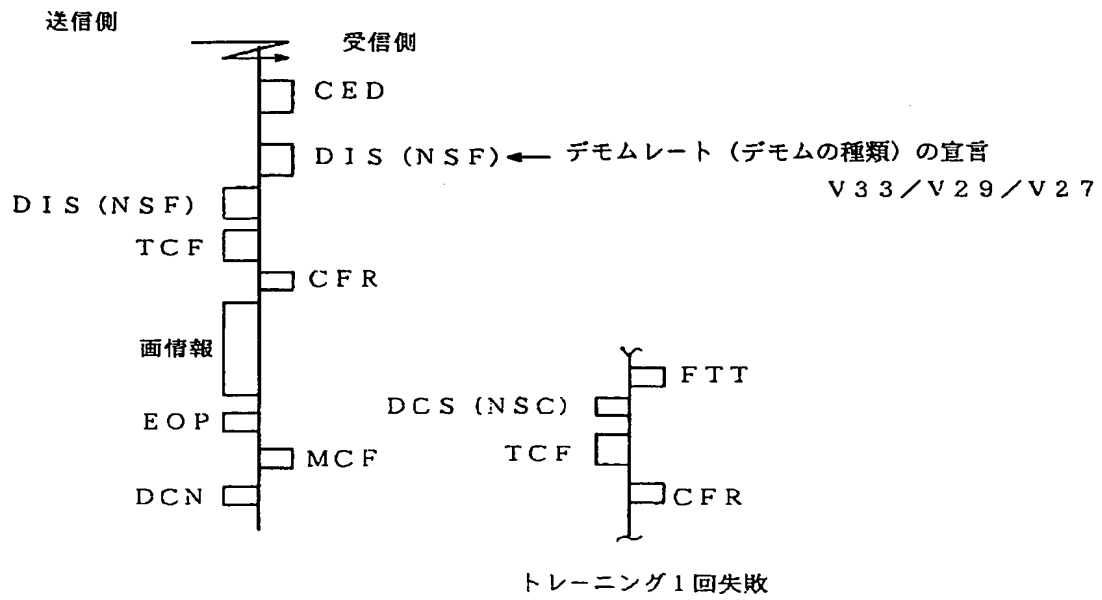 送信側
受信側
CED
DIS (NSF) ← デモムレート (デモムの種類) の宣言
V33/V29/V27
DIS (NSF)
TCF
CFR
画情報
EOP
MCF
DCN
FTT
DCS (NSC)
TCF
CFR
トレーニング1回失敗